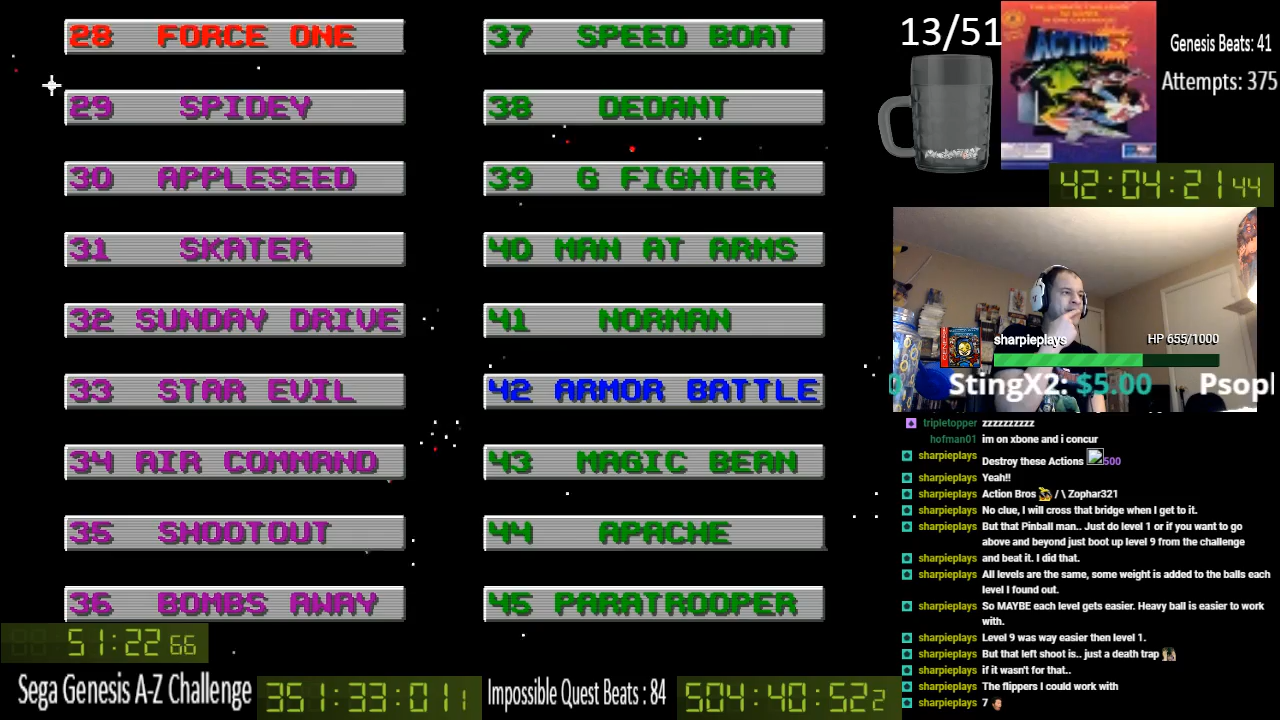 28 FORCE ONE
29 SPIDEY
30 APPLESEED
31 SKATER
32 SUNDAY DRIVE
33 STAR EVIL
34 AIR COMMAND
35 SHOOTOUT
36 BOMBS AWAY
37 SPEED BOAT
38 DEDANT
39 G FIGHTER
40 MAN AT ARMS
41 NORMAN
42 ARMOR BATTLE
43 MAGIC BEAN
44 APACHE
45 PARATROOPER
13/51
ACTION 52
Genesis Beats: 41
Attempts: 375
42:04:21 44
sharpieplays HP 655/1000
StingX2: $5.00 Psopl
tripletopper zzzzzzzzzz
hofman01 im on xbone and i concur
sharpieplays Destroy these Actions 500
sharpieplays Yeah!!
sharpieplays Action Bros / \ Zophar321
sharpieplays No clue, I will cross that bridge when I get to it.
sharpieplays But that Pinball man.. Just do level 1 or if you want to go
above and beyond just boot up level 9 from the challenge
sharpieplays and beat it. I did that.
sharpieplays All levels are the same, some weight is added to the balls each
level I found out.
sharpieplays So MAYBE each level gets easier. Heavy ball is easier to work
with.
sharpieplays Level 9 was way easier then level 1.
sharpieplays But that left shoot is.. just a death trap
sharpieplays if it wasn't for that..
sharpieplays The flippers I could work with
sharpieplays 7
51:22 66
Sega Genesis A-Z Challenge
351:33:01 1
Impossible Quest Beats : 84
504:40:52 2